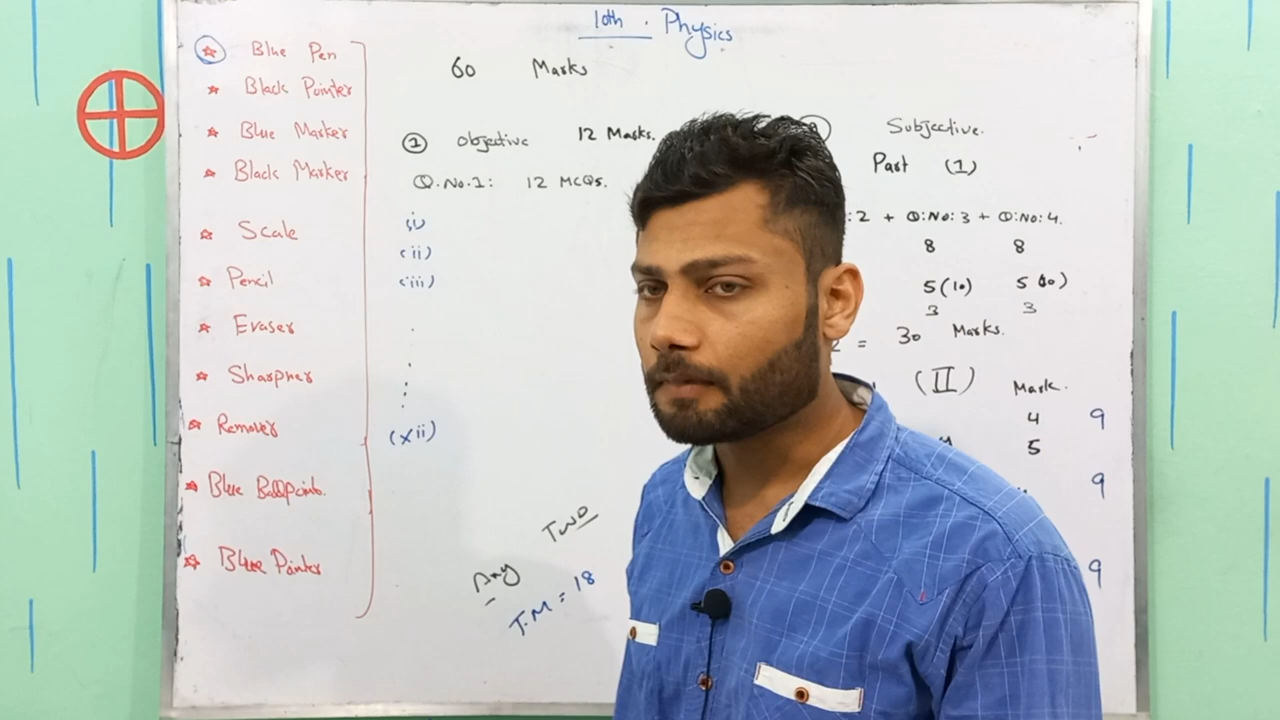 10th . Physics
60 Marks
☆ Blue Pen
☆ Black Pointer
☆ Blue Marker
☆ Black Marker
☆ Scale
☆ Pencil
☆ Eraser
☆ Sharpner
☆ Remover
☆ Blue Ballpoint.
☆ Blue Pointer
① Objective 12 Marks.
Q.No.1: 12 MCQs.
(i)
(ii)
(iii)
(xii)
Any Two
T.M = 18
Subjective.
Part (1)
:2 + Q:No:3 + Q:No:4.
8 8
5(10) 5(10)
3 3
= 30 Marks.
(II) Mark.
4 9
5
9
9